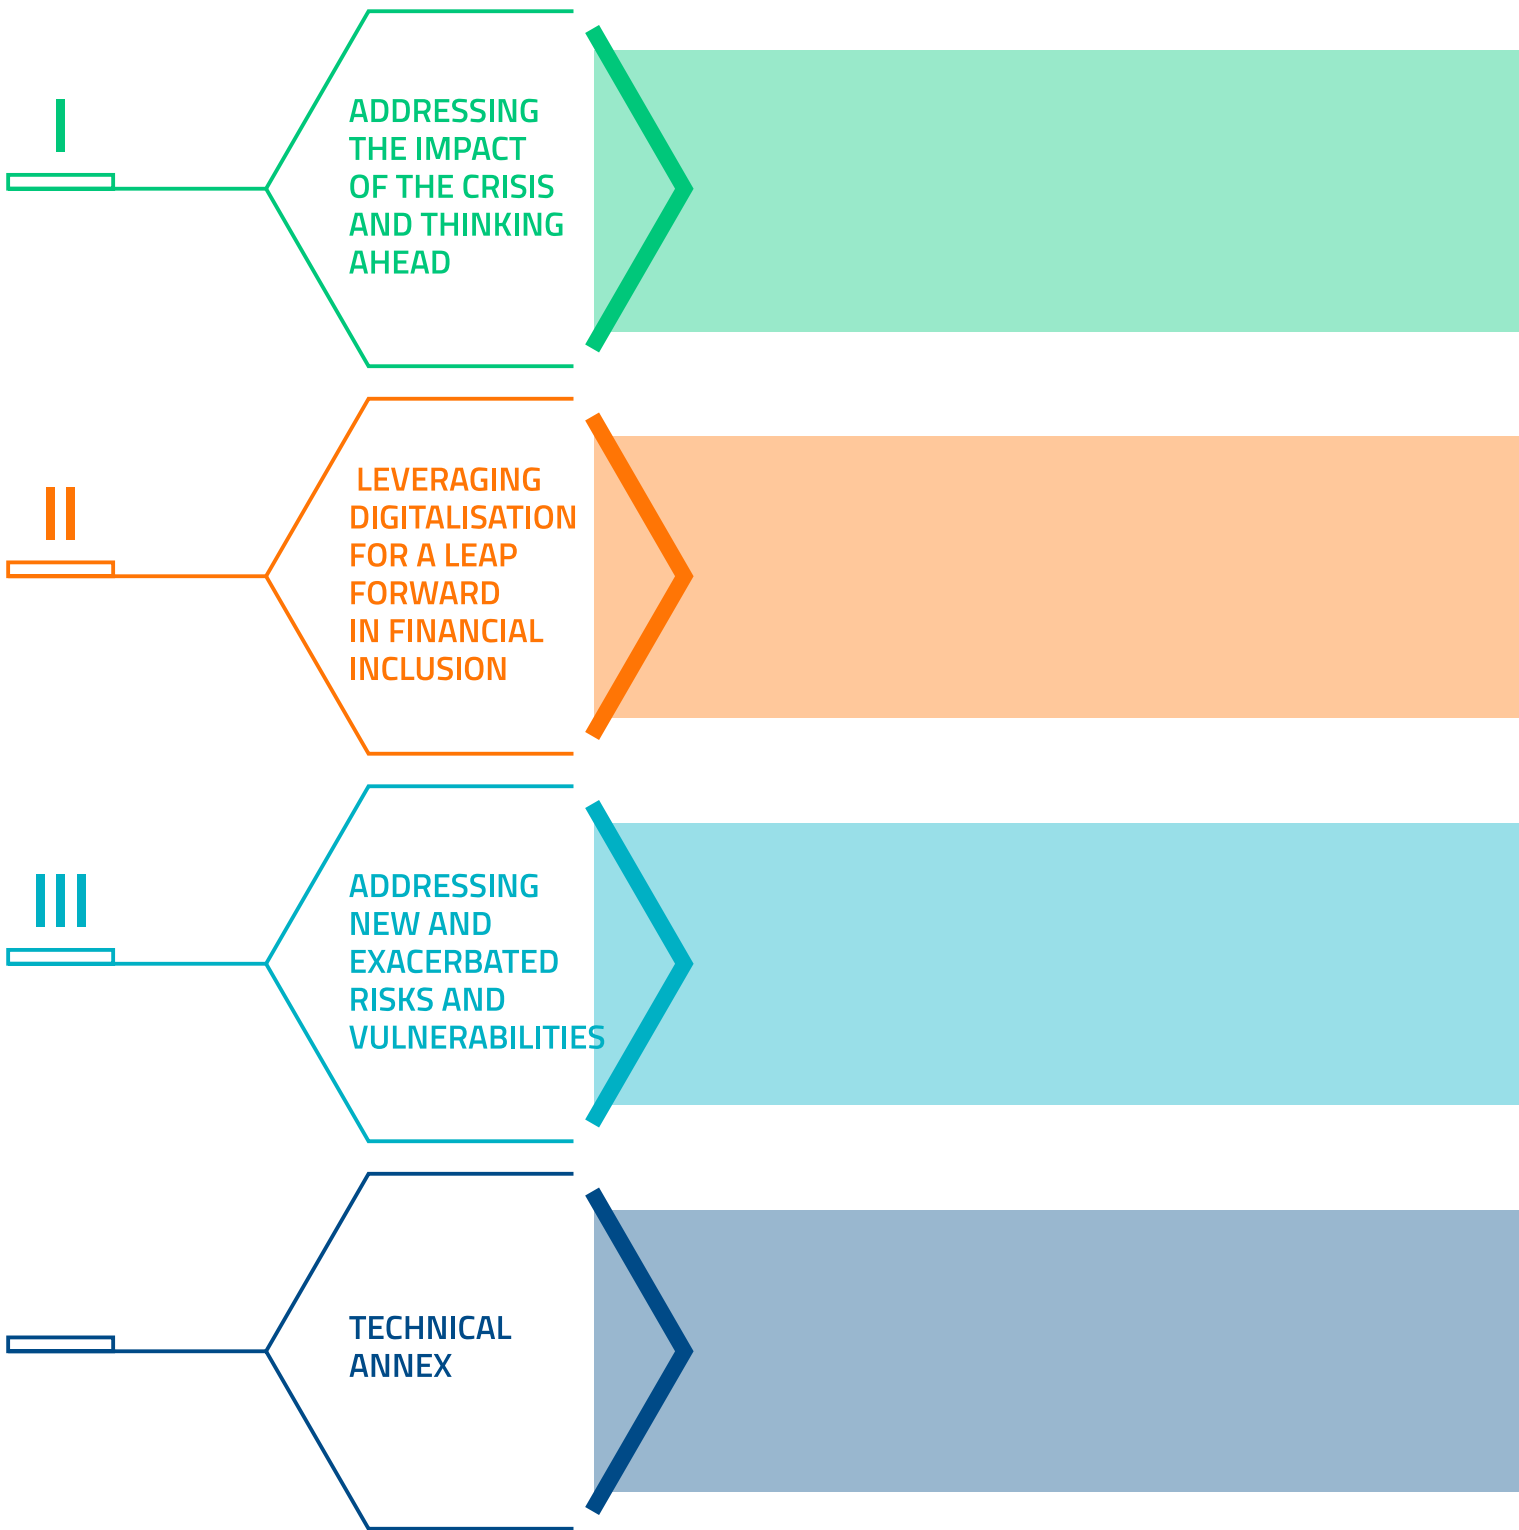 I
ADDRESSING
THE IMPACT
OF THE CRISIS
AND THINKING
AHEAD
II
LEVERAGING
DIGITALISATION
FOR A LEAP
FORWARD
IN FINANCIAL
INCLUSION
III
ADDRESSING
NEW AND
EXACERBATED
RISKS AND
VULNERABILITIES
TECHNICAL
ANNEX